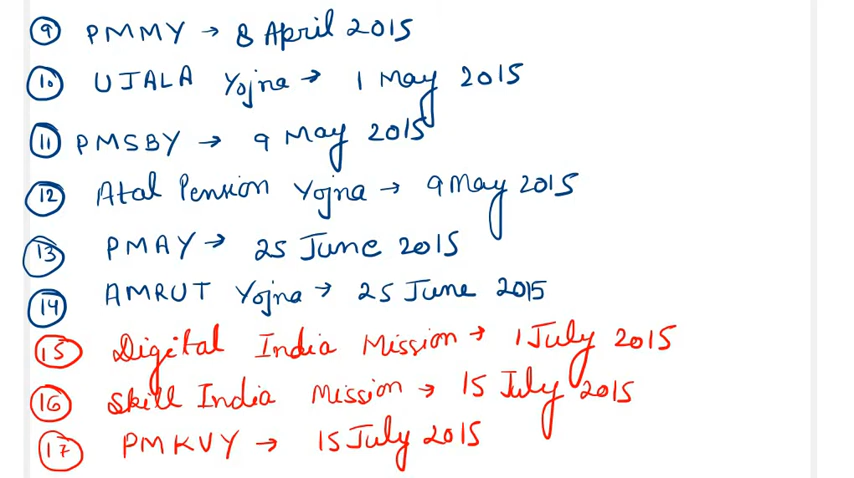 9 PMMY → 8 April 2015
10 UJALA Yojna → 1 May 2015
11 PMSBY → 9 May 2015
12 Atal Pension Yojna → 9 May 2015
13 PMAY → 25 June 2015
14 AMRUT Yojna → 25 June 2015
15 Digital India Mission → 1 July 2015
16 Skill India Mission → 15 July 2015
17 PMKVY → 15 July 2015